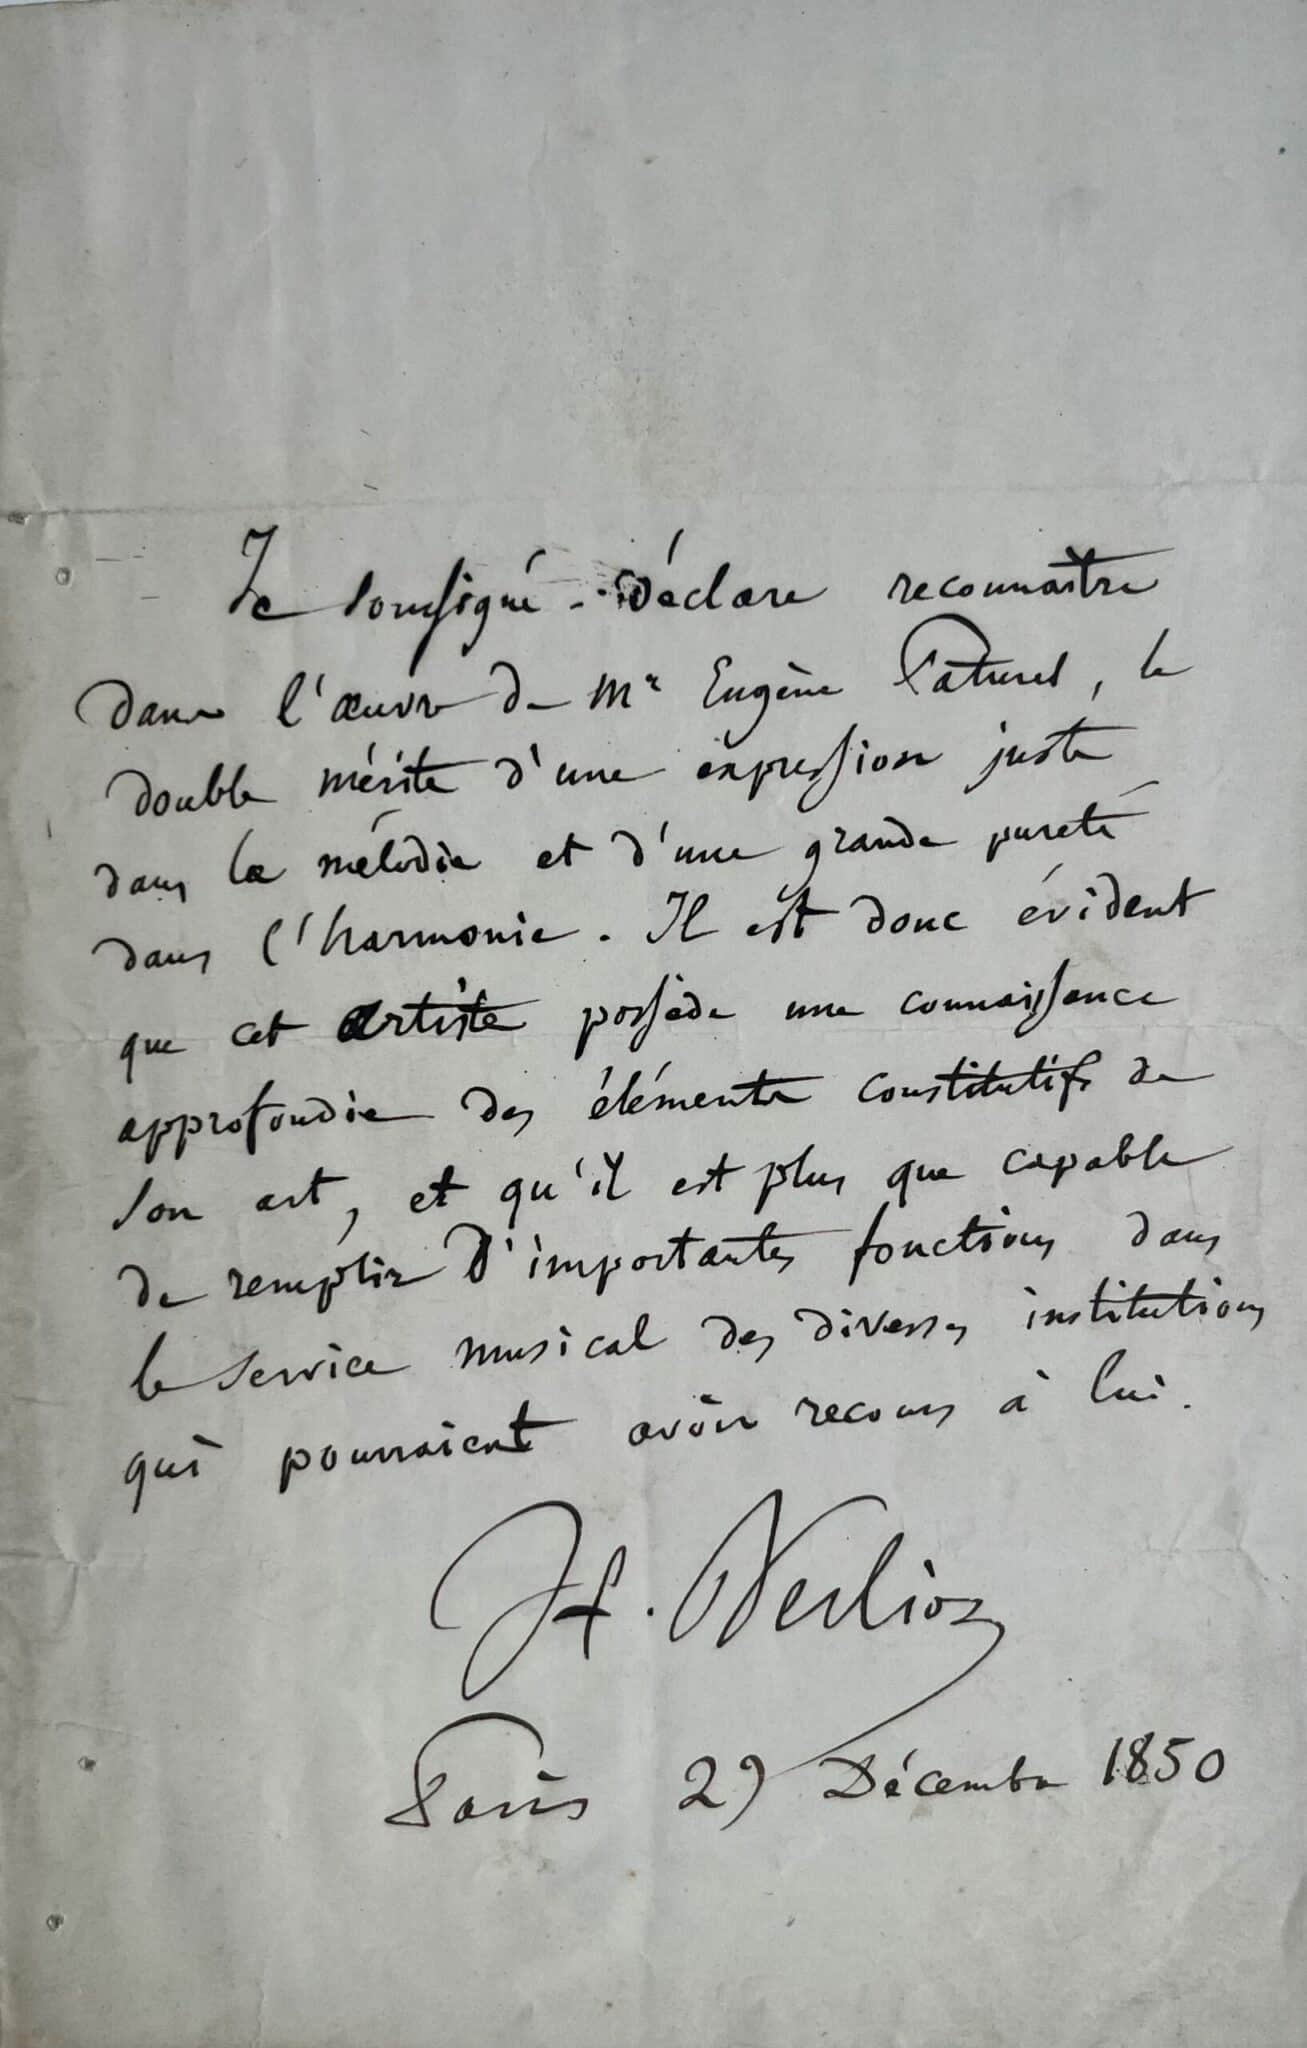 Je soussigné déclare reconnaître
dans l'œuvre de Mr Eugène Paturel, le
double mérite d'une expression juste
dans la mélodie et d'une grande pureté
dans l'harmonie. Il est donc évident
que cet artiste possède une connaissance
approfondie des éléments constitutifs de
son art, et qu'il est plus que capable
de remplir d'importantes fonctions dans
le service musical des diverses institutions
qui pourraient avoir recours à lui.
H. Berlioz
Paris 29 Décembre 1850